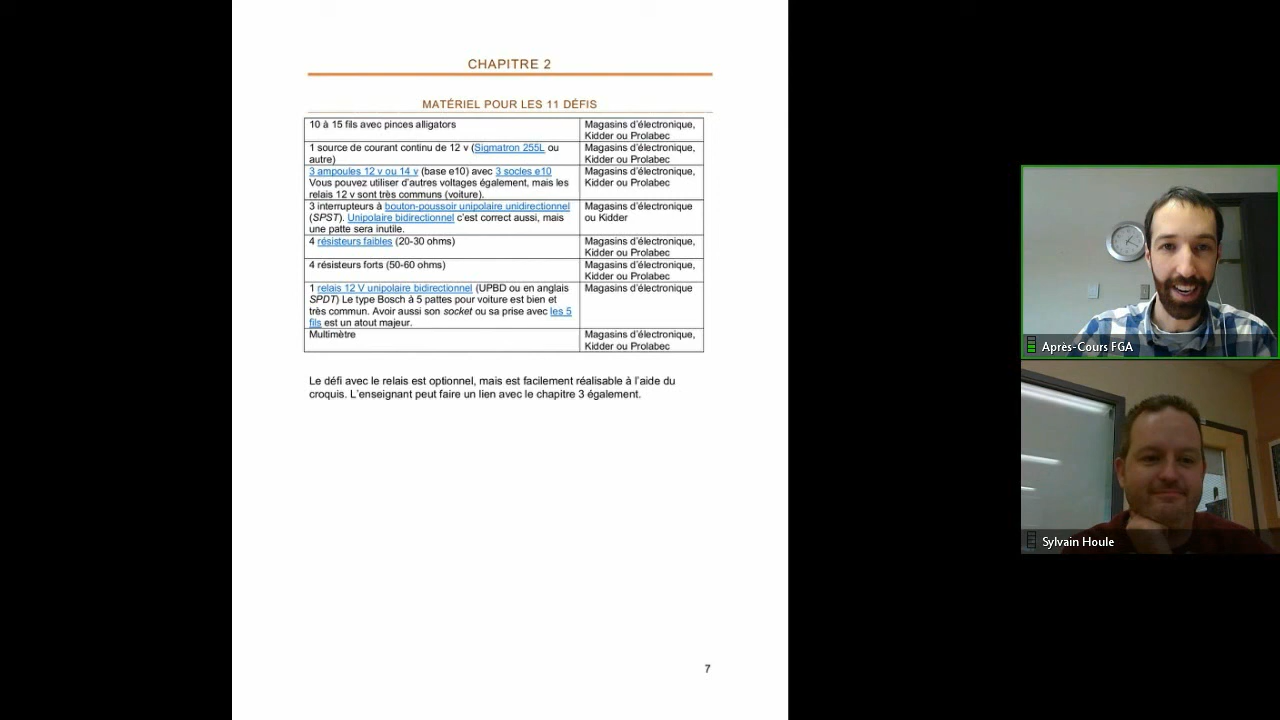 CHAPITRE 2
MATÉRIEL POUR LES 11 DÉFIS
10 à 15 fils avec pinces alligators
Magasins d'électronique,
Kidder ou Prolabec
1 source de courant continu de 12 v (Sigmatron 255L ou
autre)
Magasins d'électronique,
Kidder ou Prolabec
3 ampoules 12 v ou 14 v (base e10) avec 3 socles e10
Vous pouvez utiliser d'autres voltages également, mais les
relais 12 v sont très communs (voiture).
Magasins d'électronique,
Kidder ou Prolabec
3 interrupteurs à bouton-poussoir unipolaire unidirectionnel
(SPST). Unipolaire bidirectionnel c'est correct aussi, mais
une patte sera inutile.
Magasins d'électronique
ou Kidder
4 résisteurs faibles (20-30 ohms)
Magasins d'électronique,
Kidder ou Prolabec
4 résisteurs forts (50-60 ohms)
Magasins d'électronique,
Kidder ou Prolabec
1 relais 12 V unipolaire bidirectionnel (UPBD ou en anglais
SPDT) Le type Bosch à 5 pattes pour voiture est bien et
très commun. Avoir aussi son socket ou sa prise avec les 5
fils est un atout majeur.
Magasins d'électronique
Multimètre
Magasins d'électronique,
Kidder ou Prolabec
Le défi avec le relais est optionnel, mais est facilement réalisable à l'aide du
croquis. L'enseignant peut faire un lien avec le chapitre 3 également.
7
Après-Cours FGA
Sylvain Houle